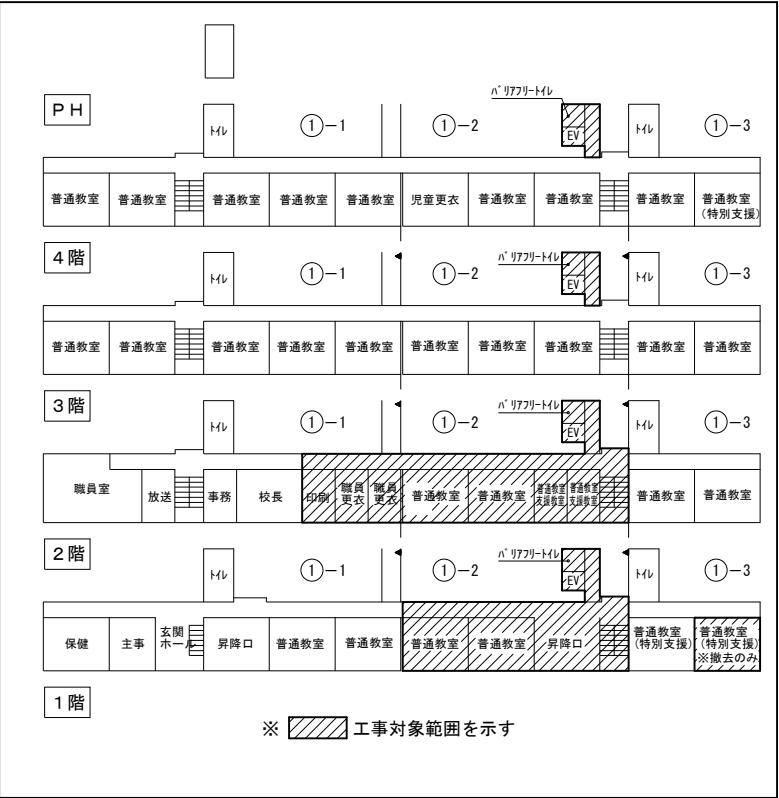 PH
ﾊﾞﾘｱﾌﾘｰﾄｲﾚ
ﾄｲﾚ ①-1 ①-2 EV ﾄｲﾚ ①-3
普通教室 普通教室 普通教室 普通教室 普通教室 児童更衣 普通教室 普通教室 普通教室 普通教室
(特別支援)
4階
ﾊﾞﾘｱﾌﾘｰﾄｲﾚ
ﾄｲﾚ ①-1 ①-2 EV ﾄｲﾚ ①-3
普通教室 普通教室 普通教室 普通教室 普通教室 普通教室 普通教室 普通教室 普通教室 普通教室
3階
ﾊﾞﾘｱﾌﾘｰﾄｲﾚ
ﾄｲﾚ ①-1 ①-2 EV ﾄｲﾚ ①-3
職員室 放送 事務 校長 印刷 職員更衣 職員更衣 普通教室 普通教室 普通教室支援教室 普通教室支援教室 普通教室 普通教室
2階
ﾊﾞﾘｱﾌﾘｰﾄｲﾚ
ﾄｲﾚ ①-1 ①-2 EV ﾄｲﾚ ①-3
保健 主事 玄関ホール 昇降口 普通教室 普通教室 普通教室 普通教室 昇降口 普通教室(特別支援) 普通教室(特別支援)
※撤去のみ
1階
※ 工事対象範囲を示す